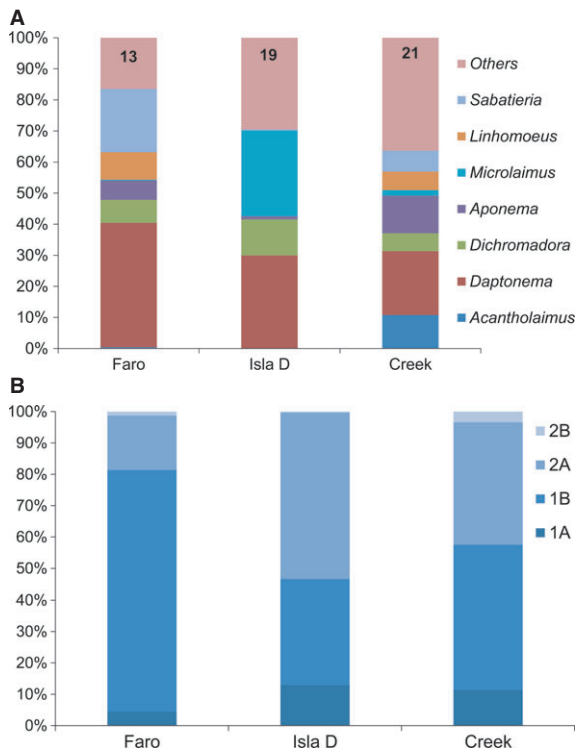 A
100%
90%
80%
70%
60%
50%
40%
30%
20%
10%
0%
13
19
21
Faro
Isla D
Creek
Others
Sabatieria
Linhomoeus
Microlaimus
Aponema
Dichromadora
Daptonema
Acantholaimus
B
100%
90%
80%
70%
60%
50%
40%
30%
20%
10%
0%
Faro
Isla D
Creek
2B
2A
1B
1A